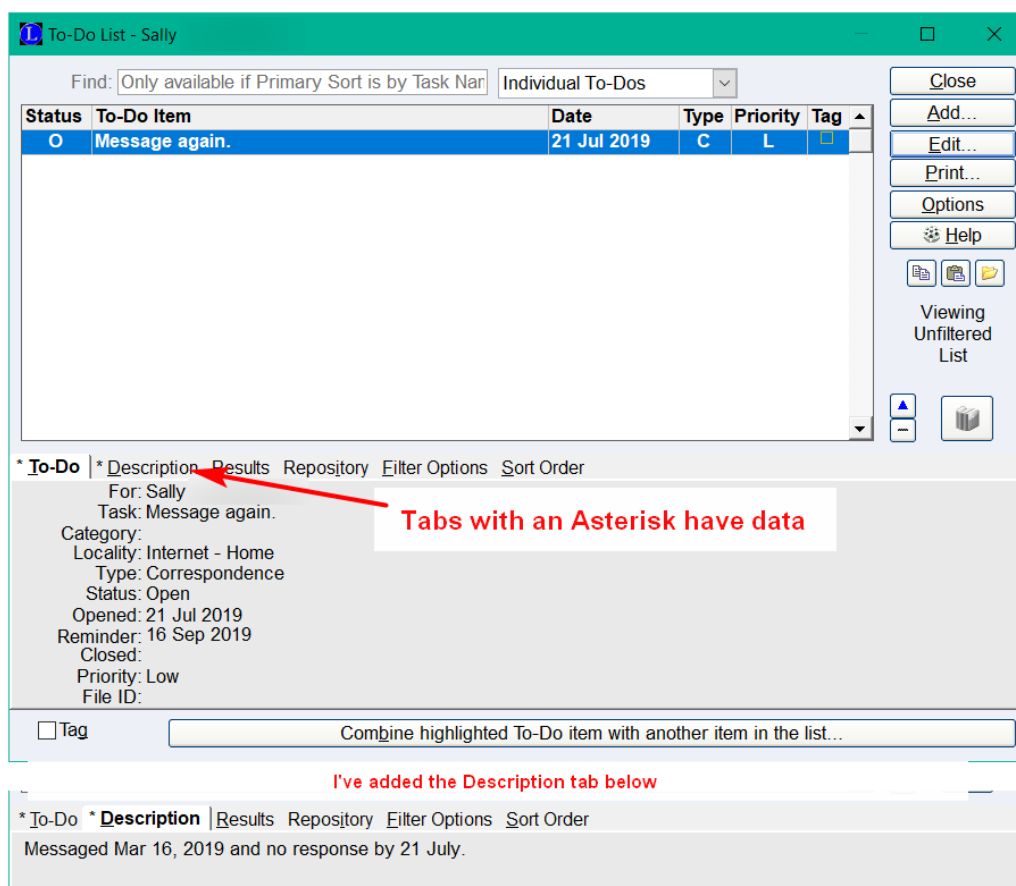 To-Do List - Sally
Find: Only available if Primary Sort is by Task Nar Individual To-Dos
Close
Status To-Do Item Date Type Priority Tag
Add...
O Message again. 21 Jul 2019 C L
Edit...
Print...
Options
Help
Viewing
Unfiltered
List
* To-Do * Description Results Repository Filter Options Sort Order
For: Sally
Task: Message again.
Tabs with an Asterisk have data
Category:
Locality: Internet - Home
Type: Correspondence
Status: Open
Opened: 21 Jul 2019
Reminder: 16 Sep 2019
Closed:
Priority: Low
File ID:
Tag Combine highlighted To-Do item with another item in the list...
I've added the Description tab below
* To-Do * Description Results Repository Filter Options Sort Order
Messaged Mar 16, 2019 and no response by 21 July.